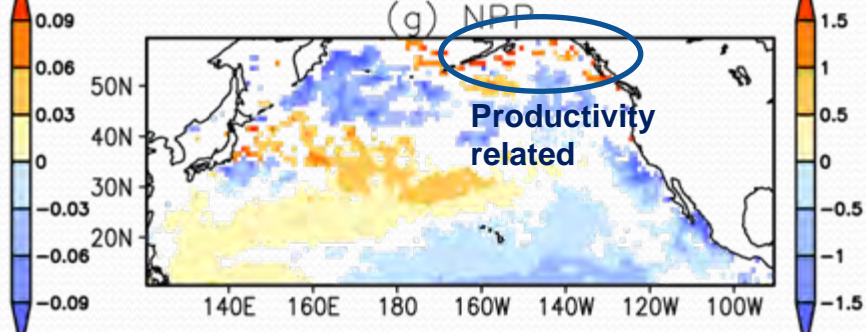 (g) NPP
0.09
0.06
0.03
0
-0.03
-0.06
-0.09
50N
40N
30N
20N
140E 160E 180 160W 140W 120W 100W
Productivity
related
1.5
1
0.5
0
-0.5
-1
-1.5